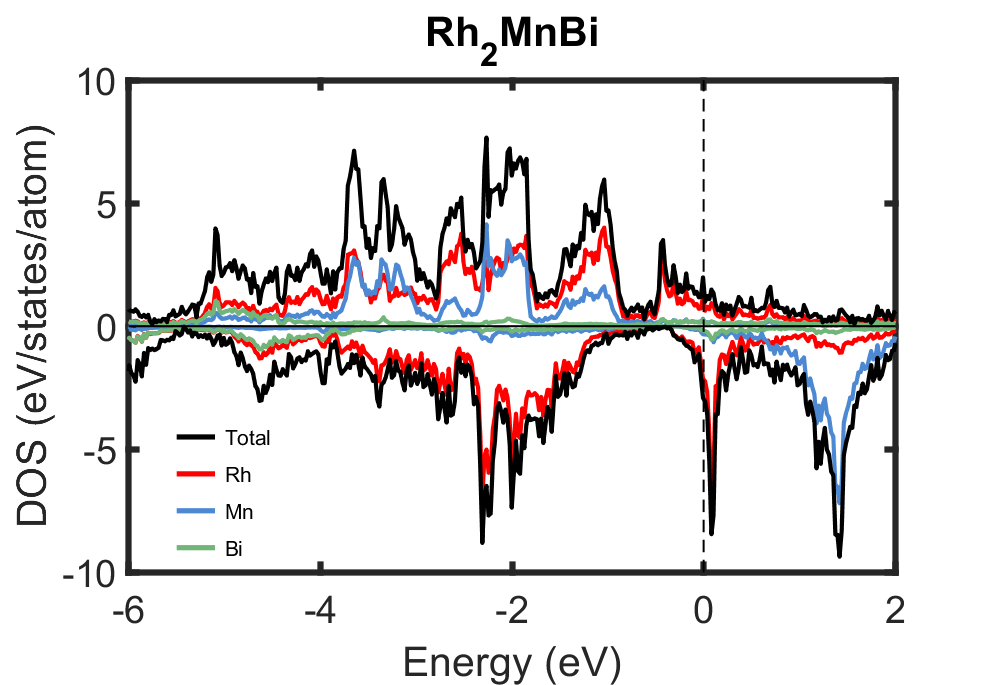 Rh₂MnBi
10
5
0
-5
-10
DOS (eV/states/atom)
Total
Rh
Mn
Bi
-6 -4 -2 0 2
Energy (eV)